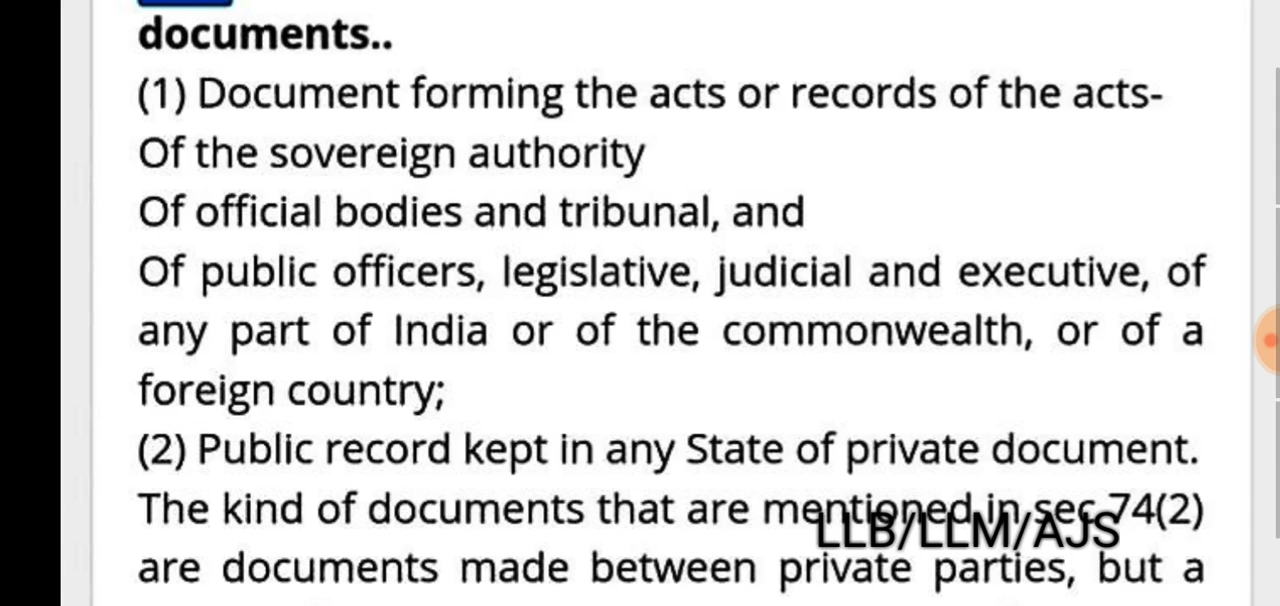 documents..
(1) Document forming the acts or records of the acts-
Of the sovereign authority
Of official bodies and tribunal, and
Of public officers, legislative, judicial and executive, of
any part of India or of the commonwealth, or of a
foreign country;
(2) Public record kept in any State of private document.
The kind of documents that are mentioned in sec 74(2)
LLB/LLM/AJS
are documents made between private parties, but a